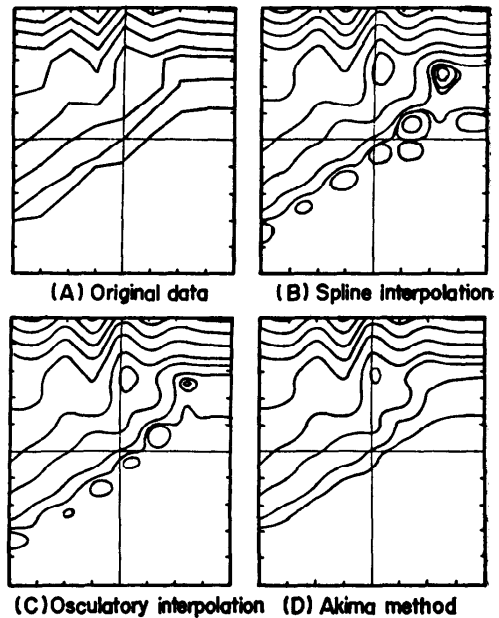 (A) Original data
(B) Spline interpolation
(C) Osculatory interpolation
(D) Akima method